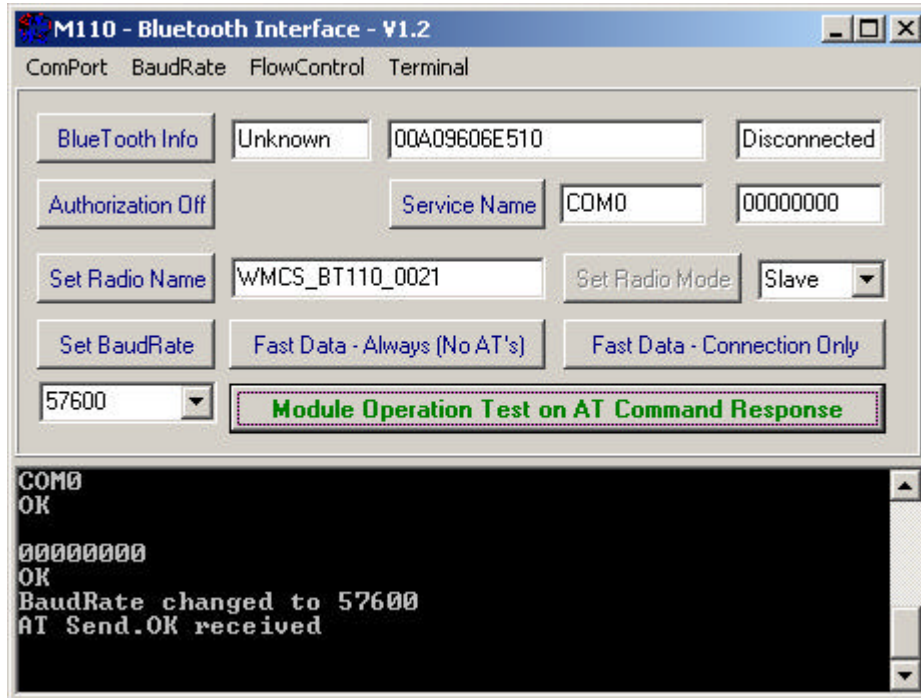 M110 - Bluetooth Interface - V1.2
ComPort BaudRate FlowControl Terminal
BlueTooth Info Unknown 00A09606E510 Disconnected
Authorization Off Service Name COM0 00000000
Set Radio Name WMCS_BT110_0021 Set Radio Mode Slave
Set BaudRate Fast Data - Always (No AT's) Fast Data - Connection Only
57600 Module Operation Test on AT Command Response
COM0
OK
00000000
OK
BaudRate changed to 57600
AT Send.OK received